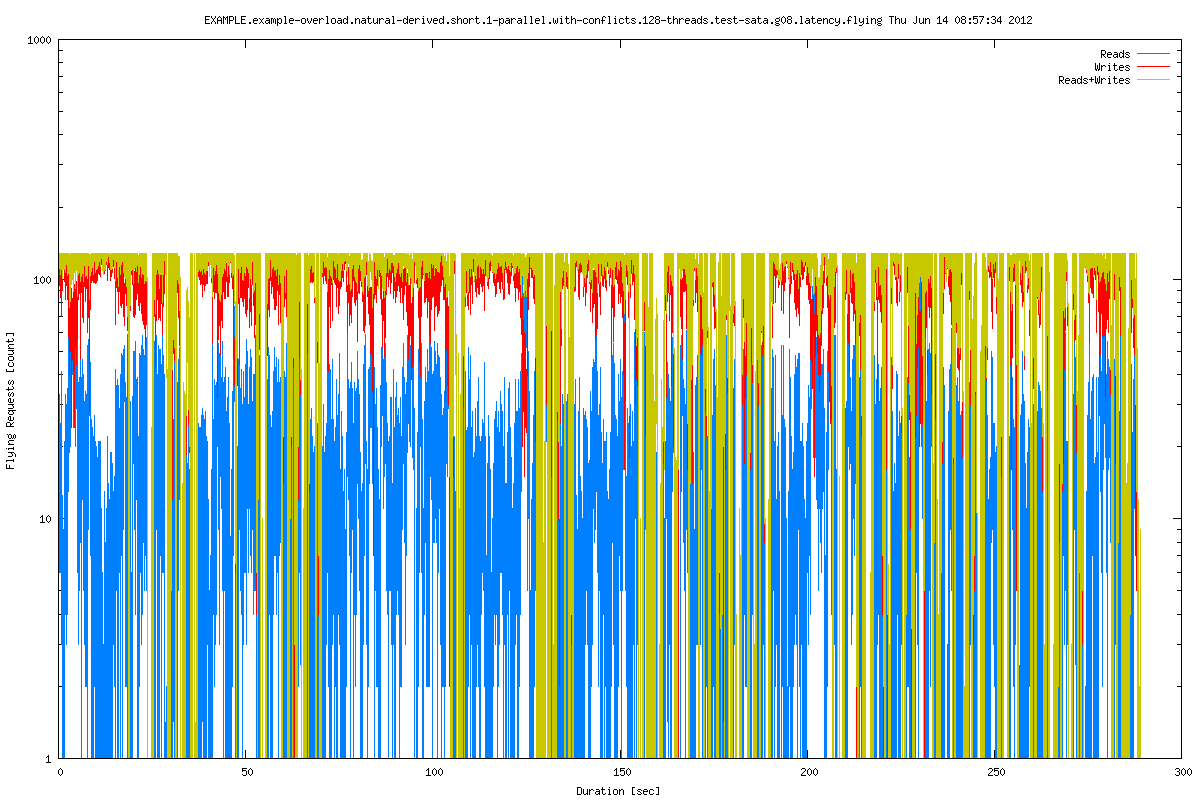 EXAMPLE.example-overload.natural-derived.short.1-parallel.with-conflicts.128-threads.test-sata.g08.latency.flying Thu Jun 14 08:57:34 2012
1000
Reads
Writes
Reads+Writes
100
Flying Requests [count]
10
1
0 50 100 150 200 250 300
Duration [sec]